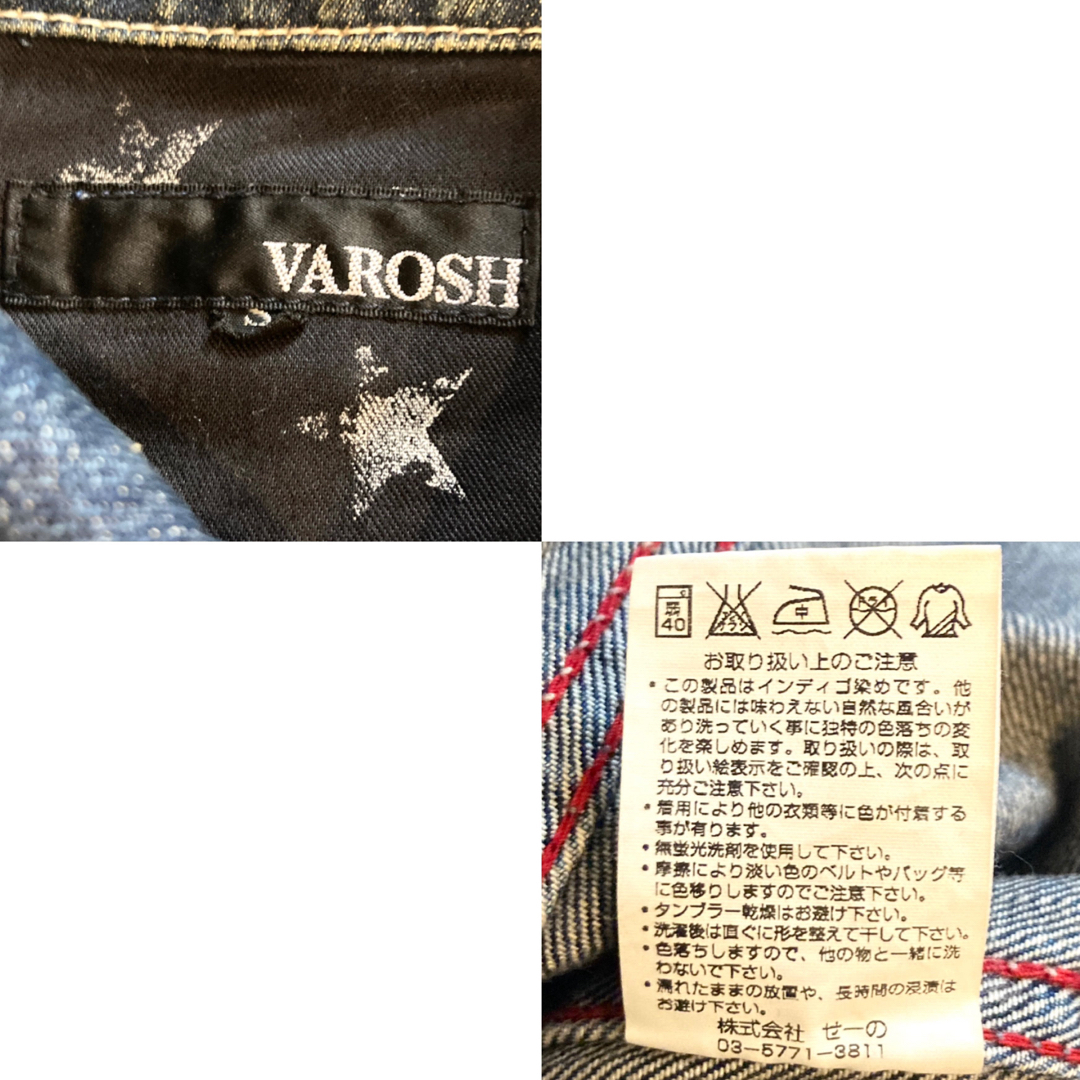 VAROSH
S
弱
40
エンソ
サラシ
中
ドライ
お取り扱い上のご注意
・この製品はインディゴ染めです。他
の製品には味わえない自然な風合いが
あり洗っていく事に独特の色落ちの変
化を楽しめます。取り扱いの際は、取
り扱い絵表示をご確認の上、次の点に
充分ご注意下さい。
・着用により他の衣類等に色が付着する
事が有ります。
・無蛍光洗剤を使用して下さい。
・摩擦により淡い色のベルトやバッグ等
に色移りしますのでご注意下さい。
・タンブラー乾燥はお避け下さい。
・洗濯後は直ぐに形を整えて干して下さい。
・色落ちしますので、他の物と一緒に洗
わないで下さい。
・濡れたままの放置や、長時間の浸漬は
お避け下さい。
株式会社 せーの
03-5771-3811